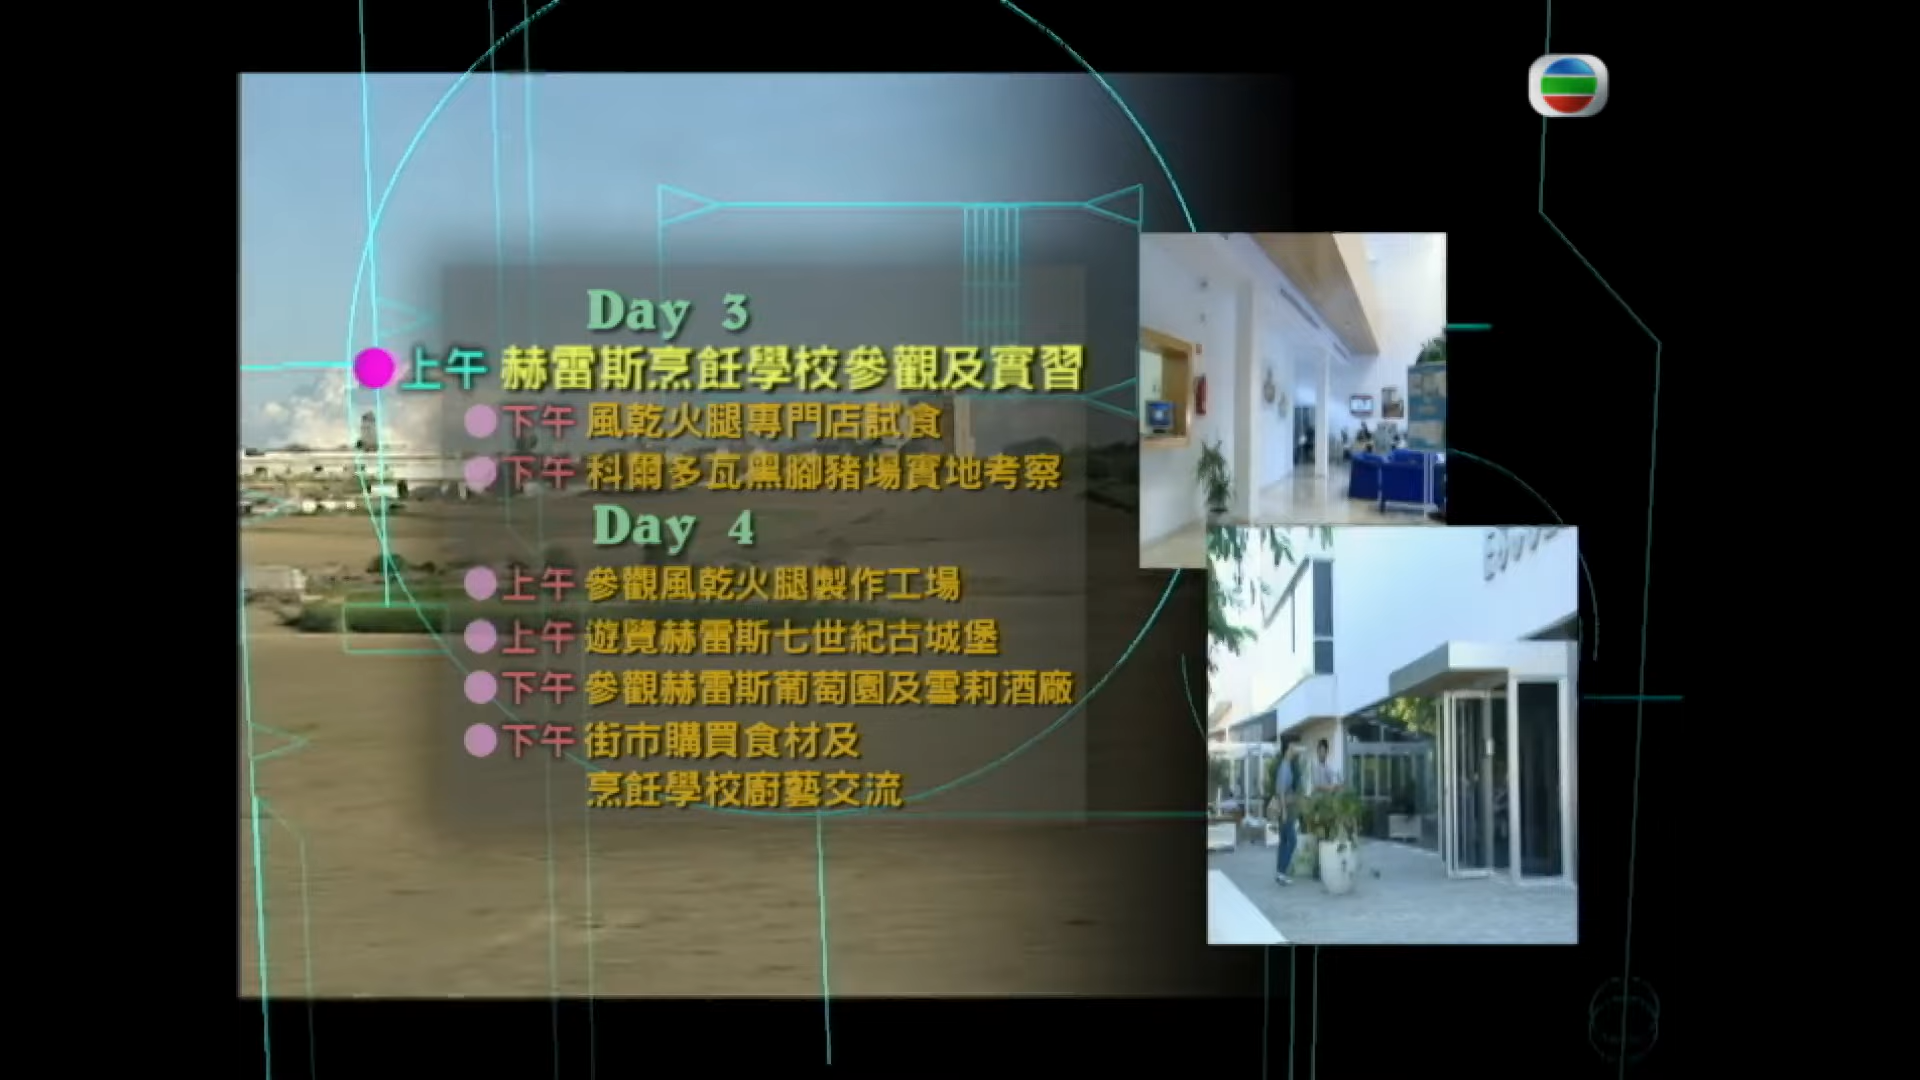 Day 3
上午 赫雷斯烹飪學校參觀及實習
下午 風乾火腿專門店試食
下午 科爾多瓦黑腳豬場實地考察
Day 4
上午 參觀風乾火腿製作工場
上午 遊覽赫雷斯七世紀古城堡
下午 參觀赫雷斯葡萄園及雪莉酒廠
下午 街市購買食材及
烹飪學校廚藝交流